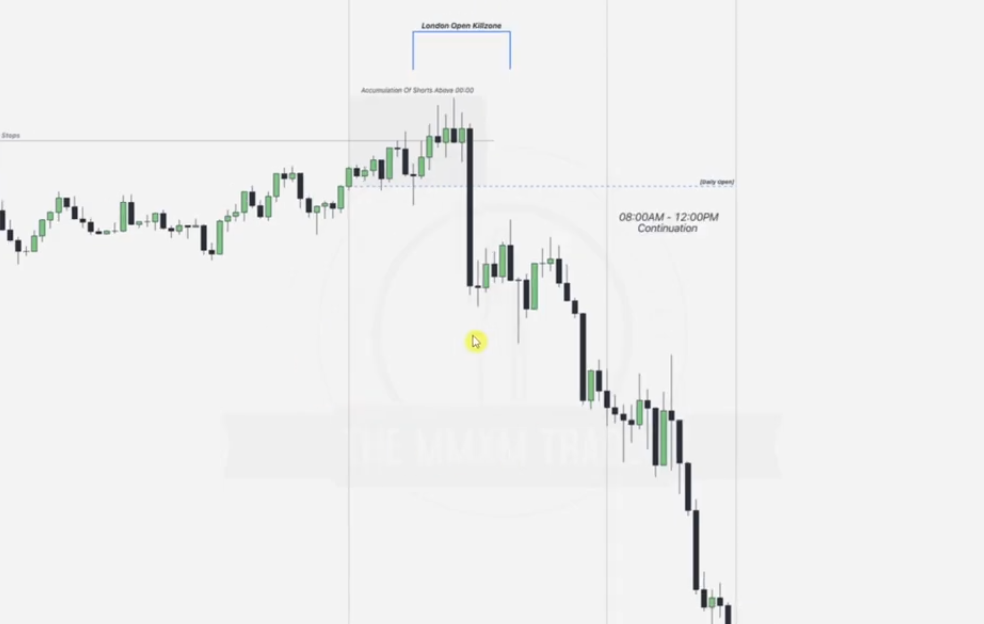 London Open Killzone
Accumulation Of Shorts Above 00:00
Stops
[Daily Open]
08:00AM - 12:00PM
Continuation
THE MMXM TRA